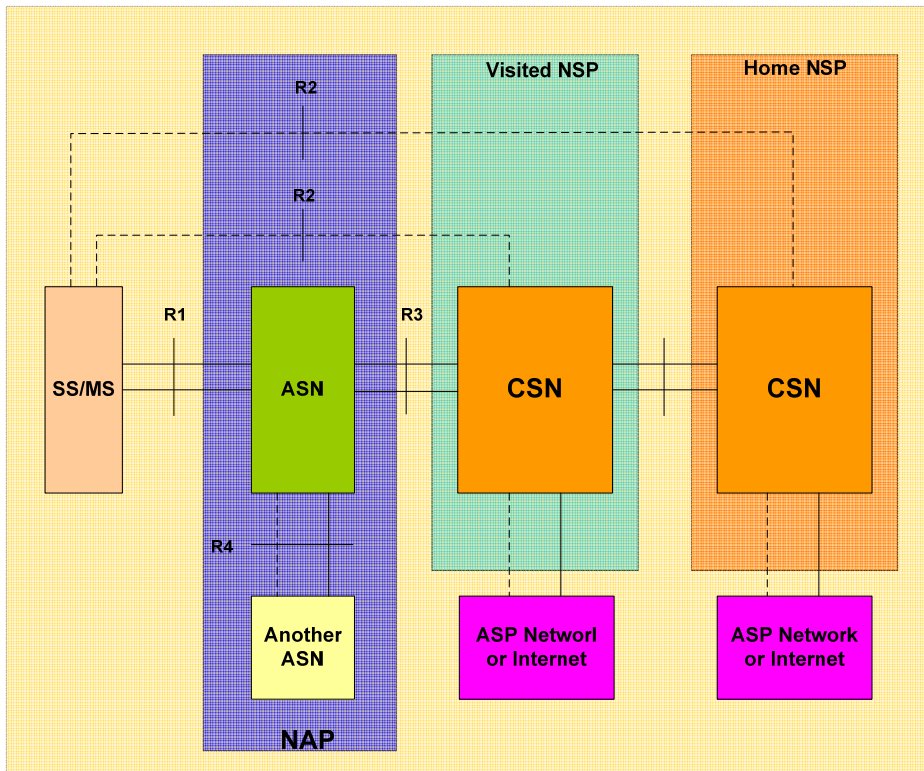 Visited NSP
Home NSP
R2
R2
R1
R3
SS/MS
ASN
CSN
CSN
R4
Another
ASN
ASP Networl
or Internet
ASP Network
or Internet
NAP